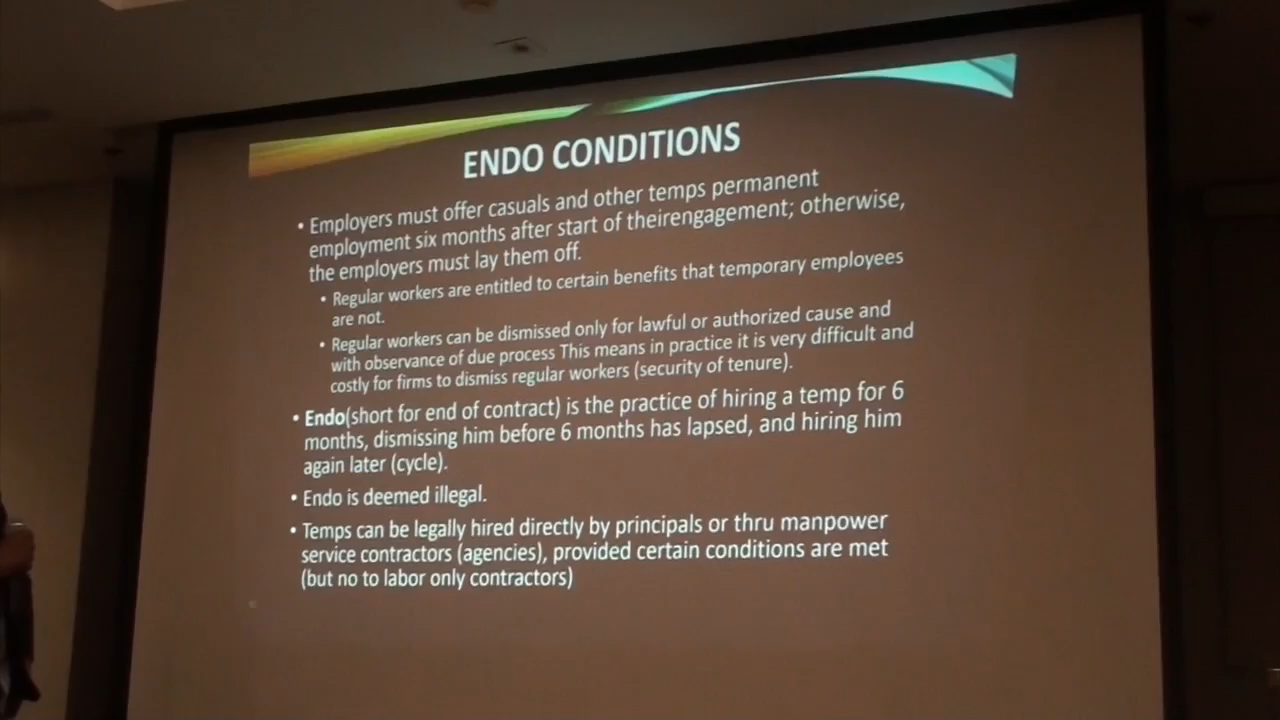 ENDO CONDITIONS
• Employers must offer casuals and other temps permanent
employment six months after start of theirengagement; otherwise,
the employers must lay them off.
• Regular workers are entitled to certain benefits that temporary employees
are not.
• Regular workers can be dismissed only for lawful or authorized cause and
with observance of due process This means in practice it is very difficult and
costly for firms to dismiss regular workers (security of tenure).
• Endo(short for end of contract) is the practice of hiring a temp for 6
months, dismissing him before 6 months has lapsed, and hiring him
again later (cycle).
• Endo is deemed illegal.
• Temps can be legally hired directly by principals or thru manpower
service contractors (agencies), provided certain conditions are met
(but no to labor only contractors)